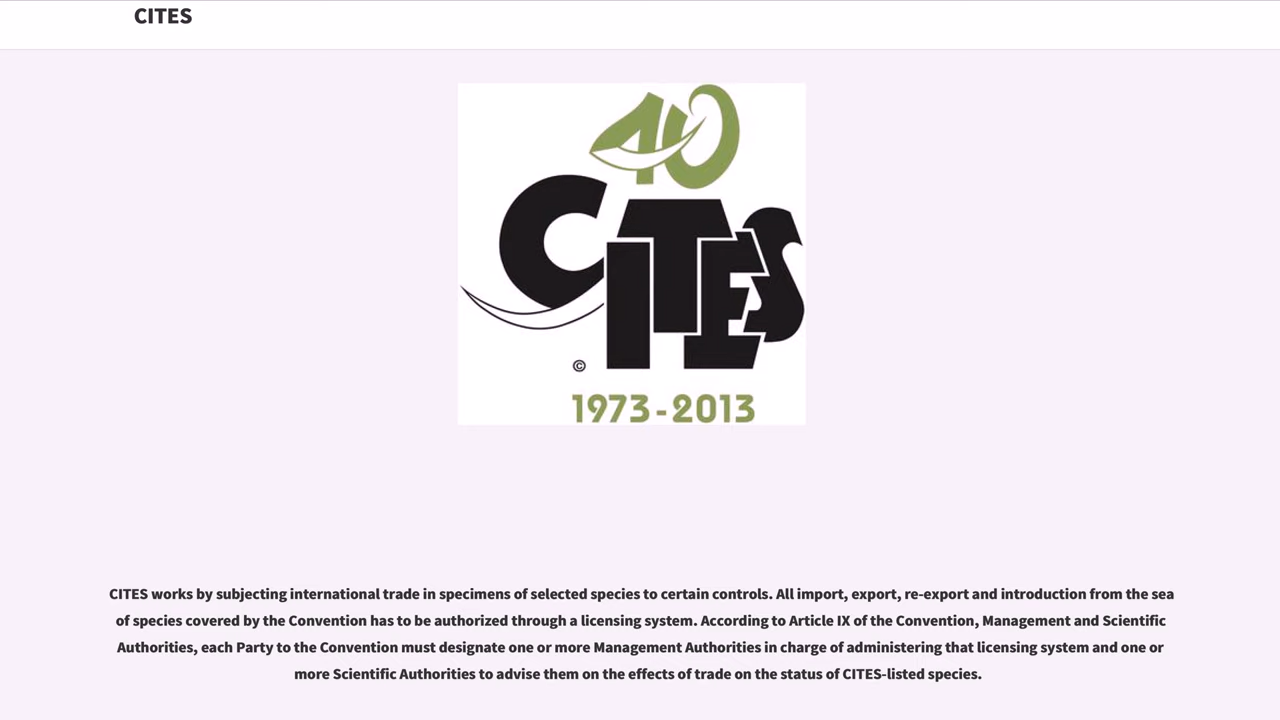 CITES
40
CITES
©
1973-2013
CITES works by subjecting international trade in specimens of selected species to certain controls. All import, export, re-export and introduction from the sea
of species covered by the Convention has to be authorized through a licensing system. According to Article IX of the Convention, Management and Scientific
Authorities, each Party to the Convention must designate one or more Management Authorities in charge of administering that licensing system and one or
more Scientific Authorities to advise them on the effects of trade on the status of CITES-listed species.